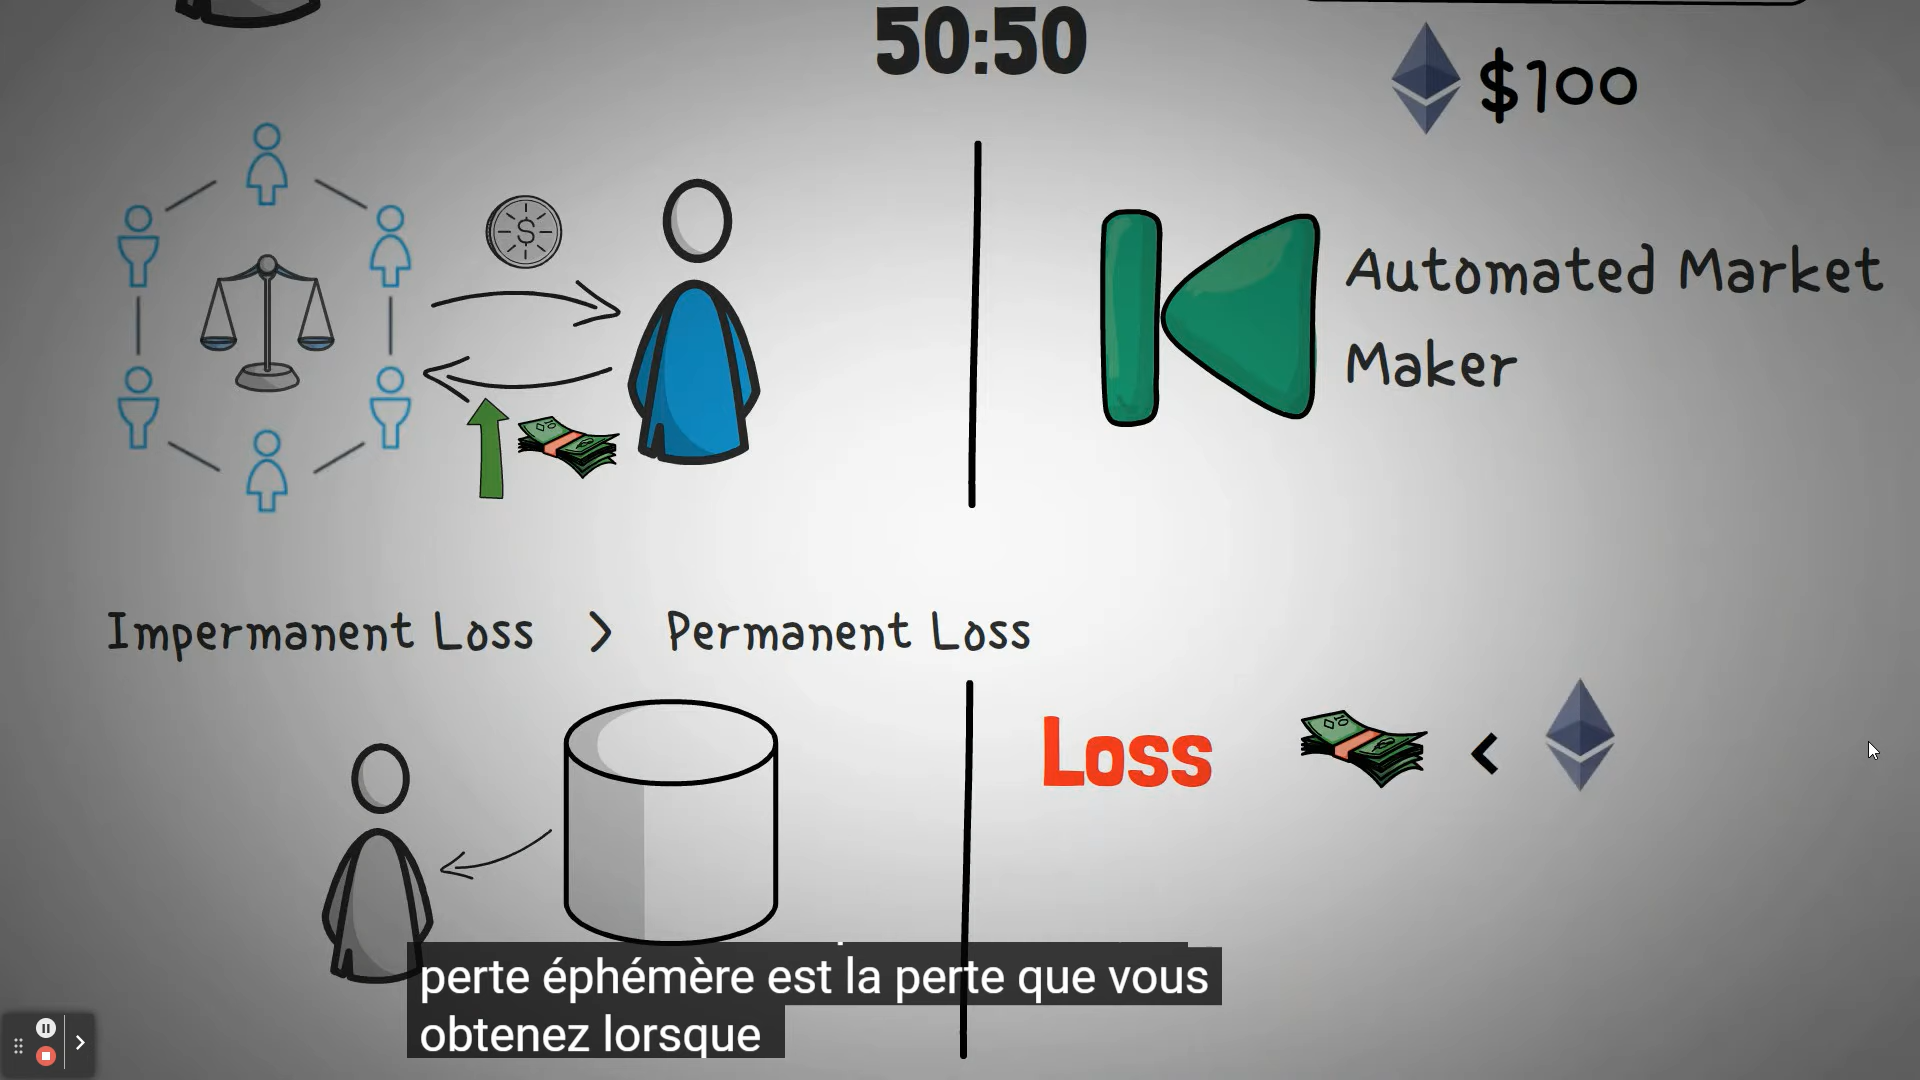 50:50
$100
Automated Market
Maker
Impermanent Loss > Permanent Loss
Loss <
perte éphémère est la perte que vous
obtenez lorsque